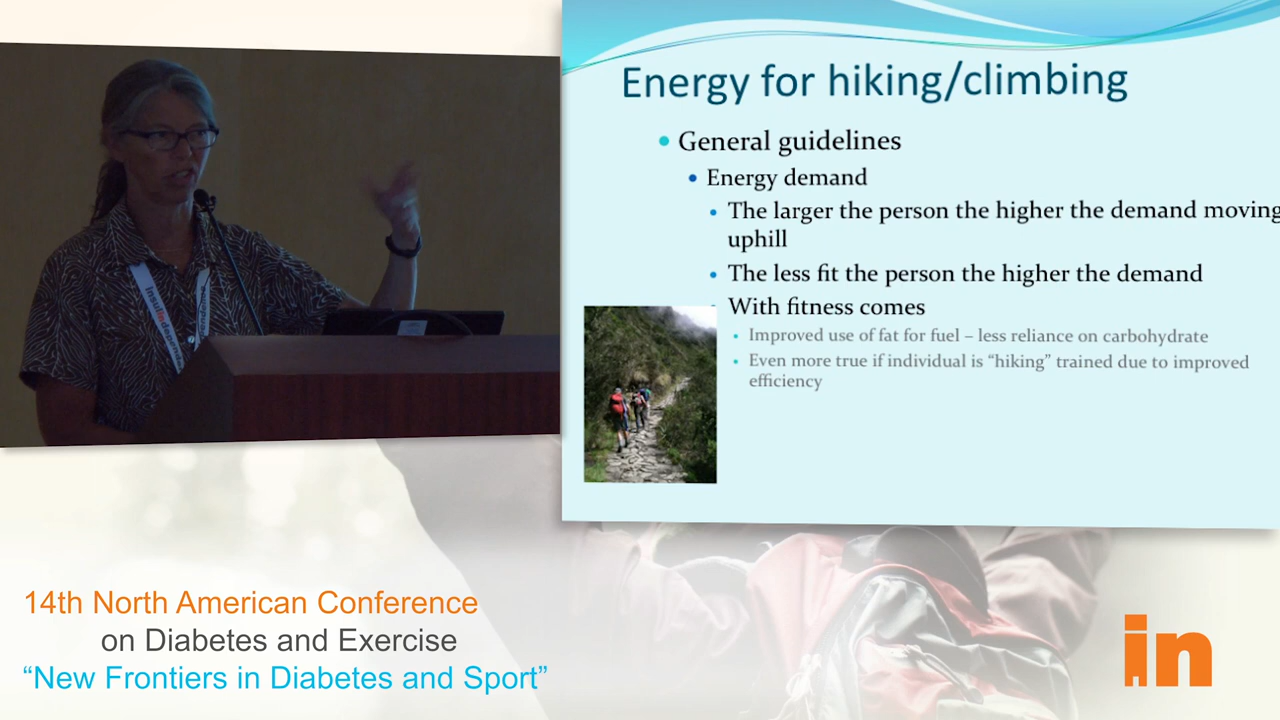 Energy for hiking/climbing
General guidelines
Energy demand
The larger the person the higher the demand moving
uphill
The less fit the person the higher the demand
With fitness comes
Improved use of fat for fuel – less reliance on carbohydrate
Even more true if individual is “hiking” trained due to improved
efficiency
14th North American Conference
on Diabetes and Exercise
“New Frontiers in Diabetes and Sport”
in